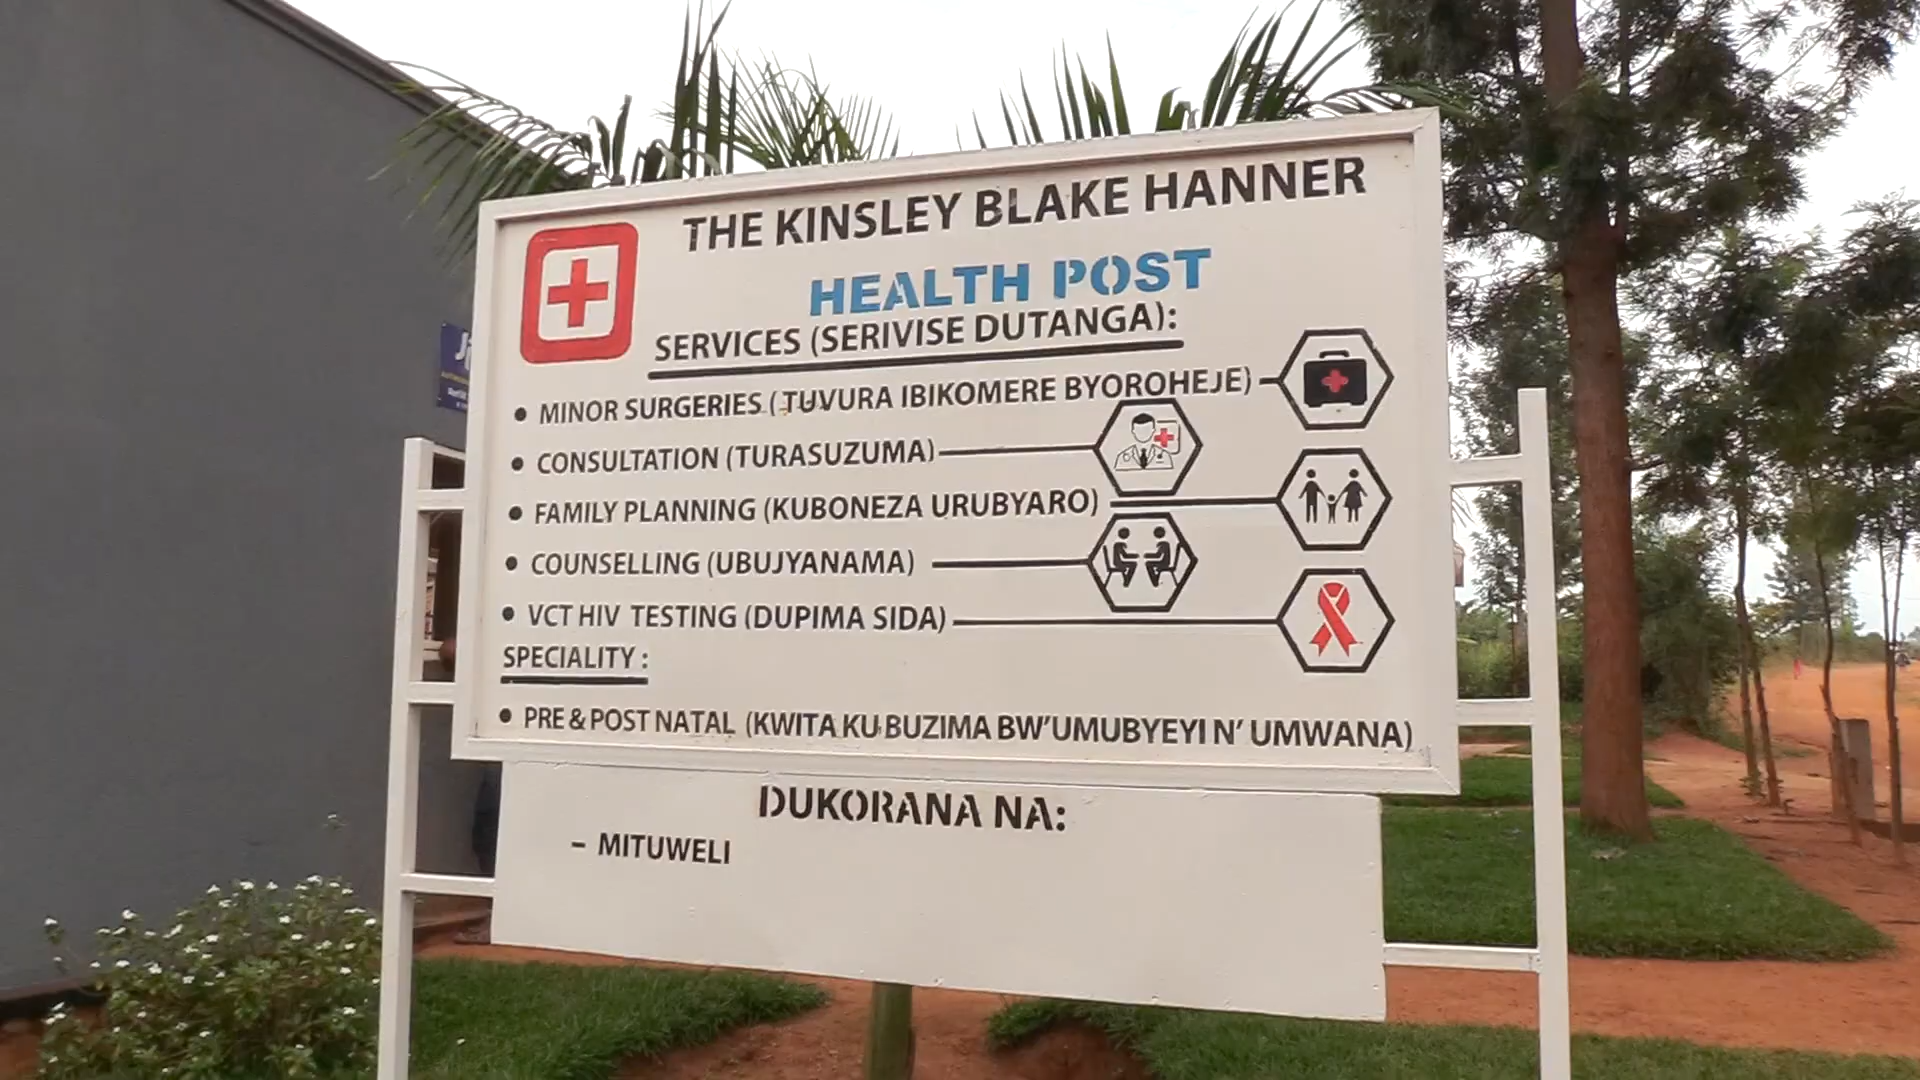 THE KINSLEY BLAKE HANNER
HEALTH POST
SERVICES (SERIVISE DUTANGA):
• MINOR SURGERIES (TUVURA IBIKOMERE BYOROHEJE)
• CONSULTATION (TURASUZUMA)
• FAMILY PLANNING (KUBONEZA URUBYARO)
• COUNSELLING (UBUJYANAMA)
• VCT HIV TESTING (DUPIMA SIDA)
SPECIALITY :
• PRE & POST NATAL (KWITA KU BUZIMA BW'UMUBYEYI N' UMWANA)
DUKORANA NA:
- MITUWELI